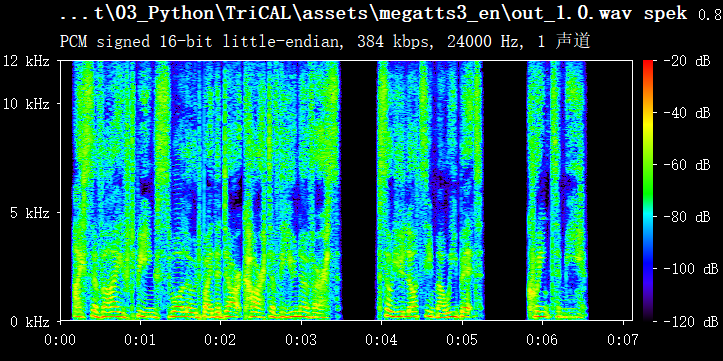 ...t\03_Python\TriCAL\assets\megatts3_en\out_1.0.wav spek 0.8
PCM signed 16-bit little-endian, 384 kbps, 24000 Hz, 1 声道
12 kHz
10 kHz
5 kHz
0 kHz
0:00 0:01 0:02 0:03 0:04 0:05 0:06 0:07
-20 dB
-40 dB
-60 dB
-80 dB
-100 dB
-120 dB